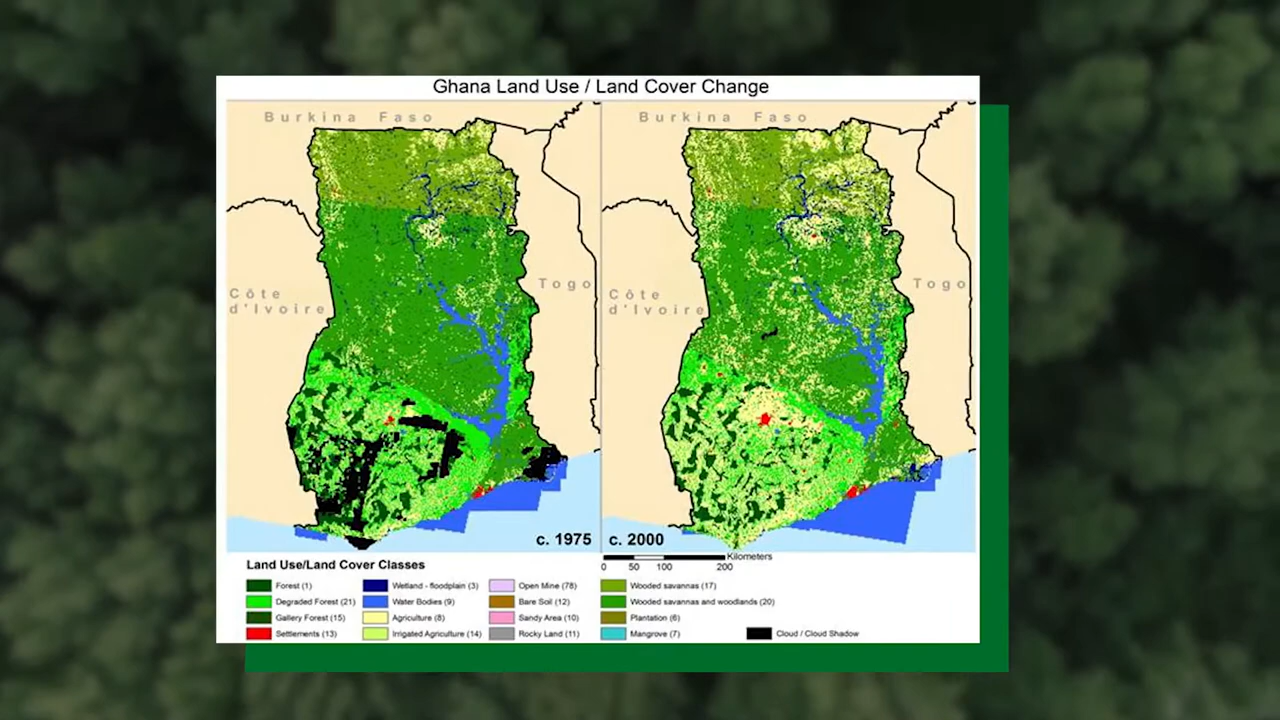 Ghana Land Use / Land Cover Change
Burkina Faso
Burkina Faso
Côte
d'Ivoire
Togo
Côte
d'Ivoire
Togo
c. 1975
c. 2000
Kilometers
0 50 100 200
Land Use/Land Cover Classes
Forest (1)
Degraded Forest (21)
Gallery Forest (15)
Settlements (13)
Wetland - floodplain (3)
Water Bodies (9)
Agriculture (8)
Irrigated Agriculture (14)
Open Mine (78)
Bare Soil (12)
Sandy Area (10)
Rocky Land (11)
Wooded savannas (17)
Wooded savannas and woodlands (20)
Plantation (6)
Mangrove (7)
Cloud / Cloud Shadow